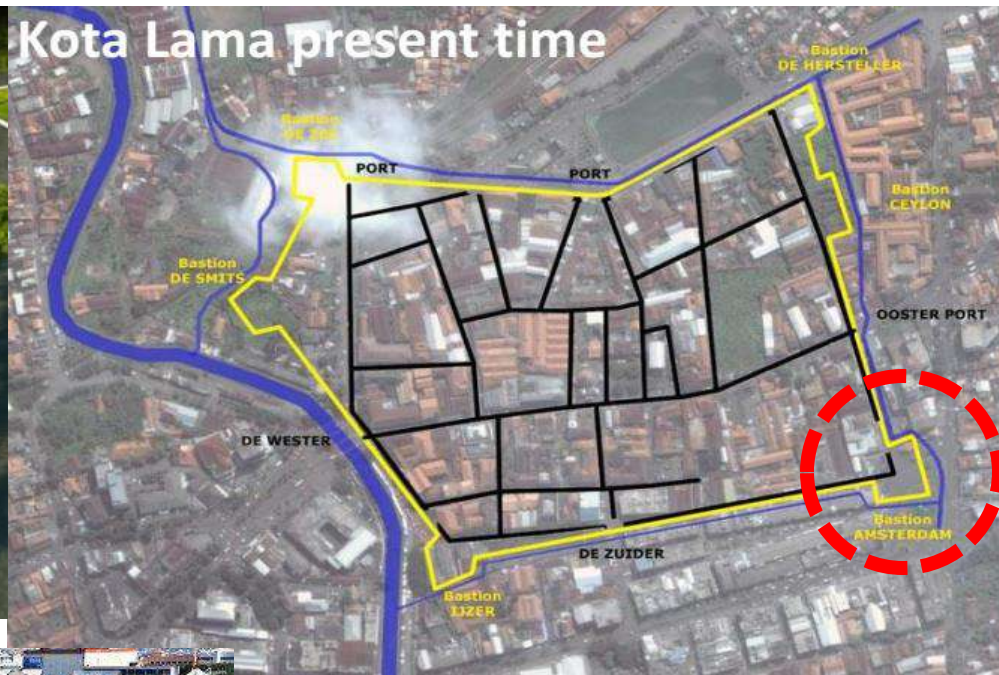 Kota Lama present time
Bastion
DE HERSTELLER
Bastion
DE ZEE
PORT
PORT
Bastion
CEYLON
Bastion
DE SMITS
OOSTER PORT
DE WESTER
Bastion
AMSTERDAM
DE ZUIDER
Bastion
IJZER